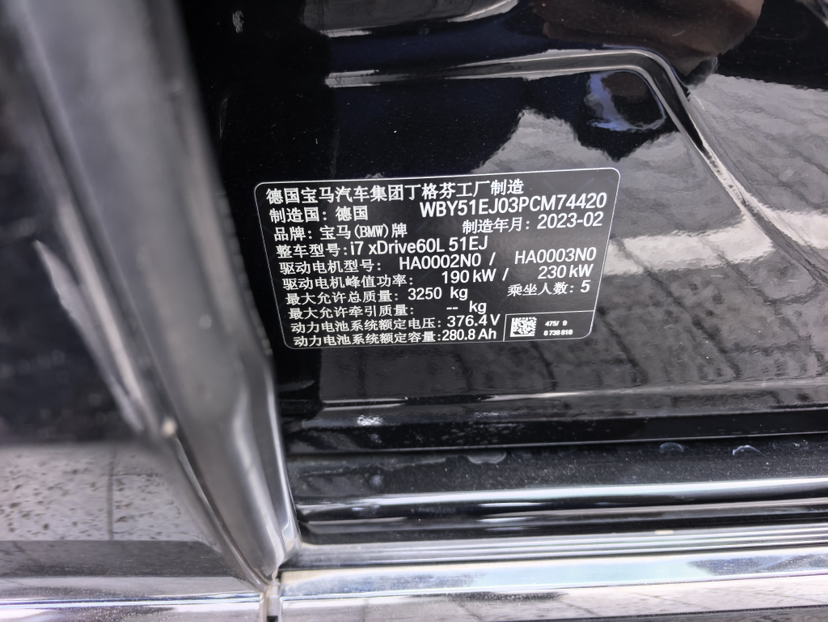 德国宝马汽车集团丁格芬工厂制造
制造国：德国 WBY51EJ03PCM74420
品牌：宝马(BMW)牌 制造年月：2023-02
整车型号:i7 xDrive60L 51EJ
驱动电机型号： HA0002N0 / HA0003N0
驱动电机峰值功率： 190 kW / 230 kW
最大允许总质量：3250 kg 乘坐人数：5
最大允许牵引质量： -- kg
动力电池系统额定电压：376.4 V
动力电池系统额定容量:280.8 Ah
475/ 9
8 738 818